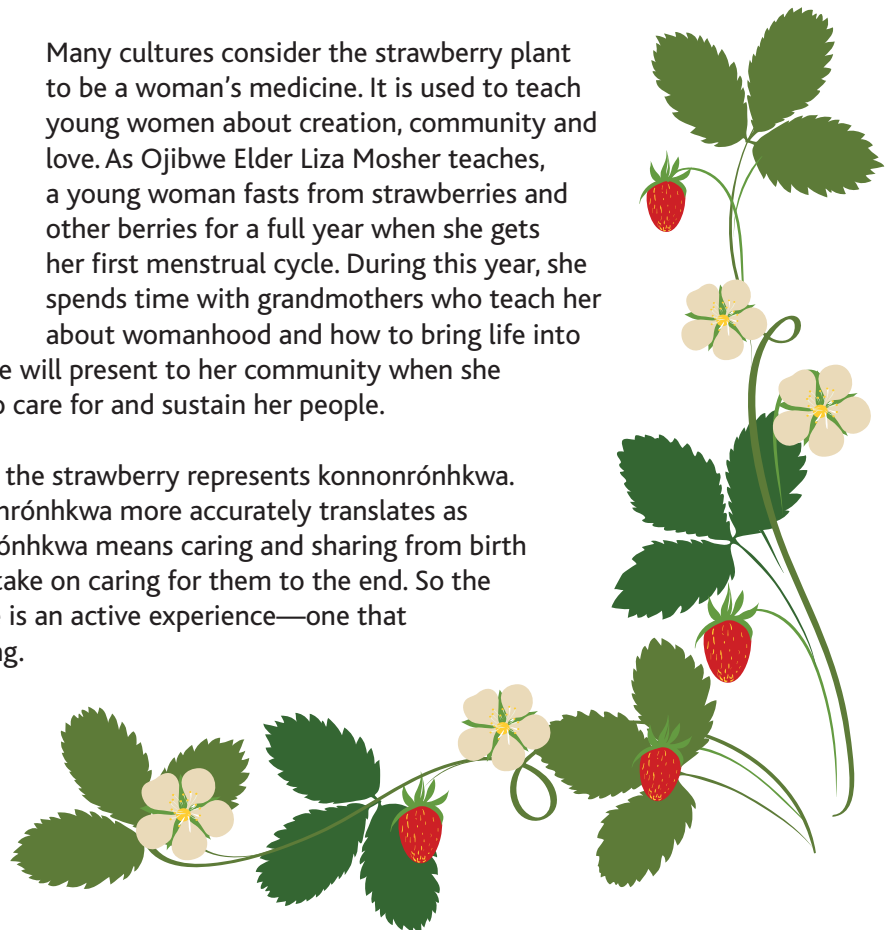 Many cultures consider the strawberry plant
to be a woman’s medicine. It is used to teach
young women about creation, community and
love. As Ojibwe Elder Liza Mosher teaches,
a young woman fasts from strawberries and
other berries for a full year when she gets
her first menstrual cycle. During this year, she
spends time with grandmothers who teach her
about womanhood and how to bring life into
will present to her community when she
care for and sustain her people.
the strawberry represents konnonrónhkwa.
more accurately translates as
means caring and sharing from birth
take on caring for them to the end. So the
is an active experience—one that